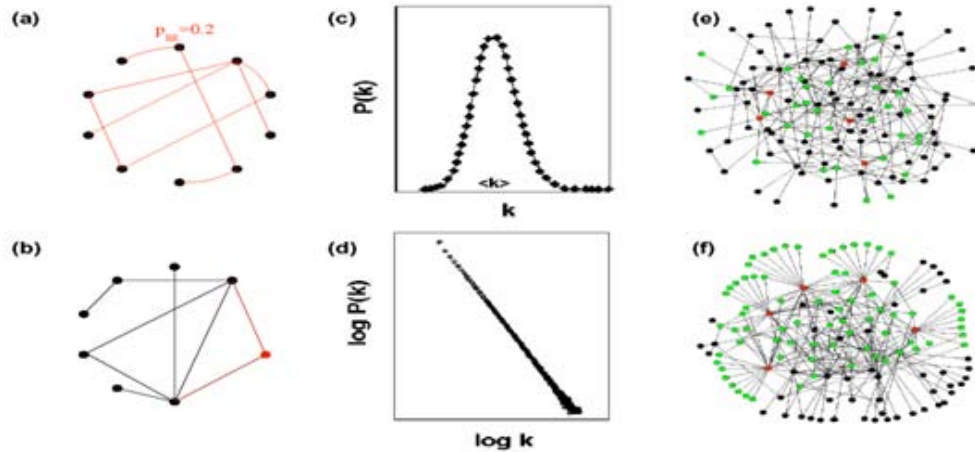 (a)
p_ER=0.2
(c)
P(k)
<k>
k
(e)
(b)
(d)
log P(k)
log k
(f)